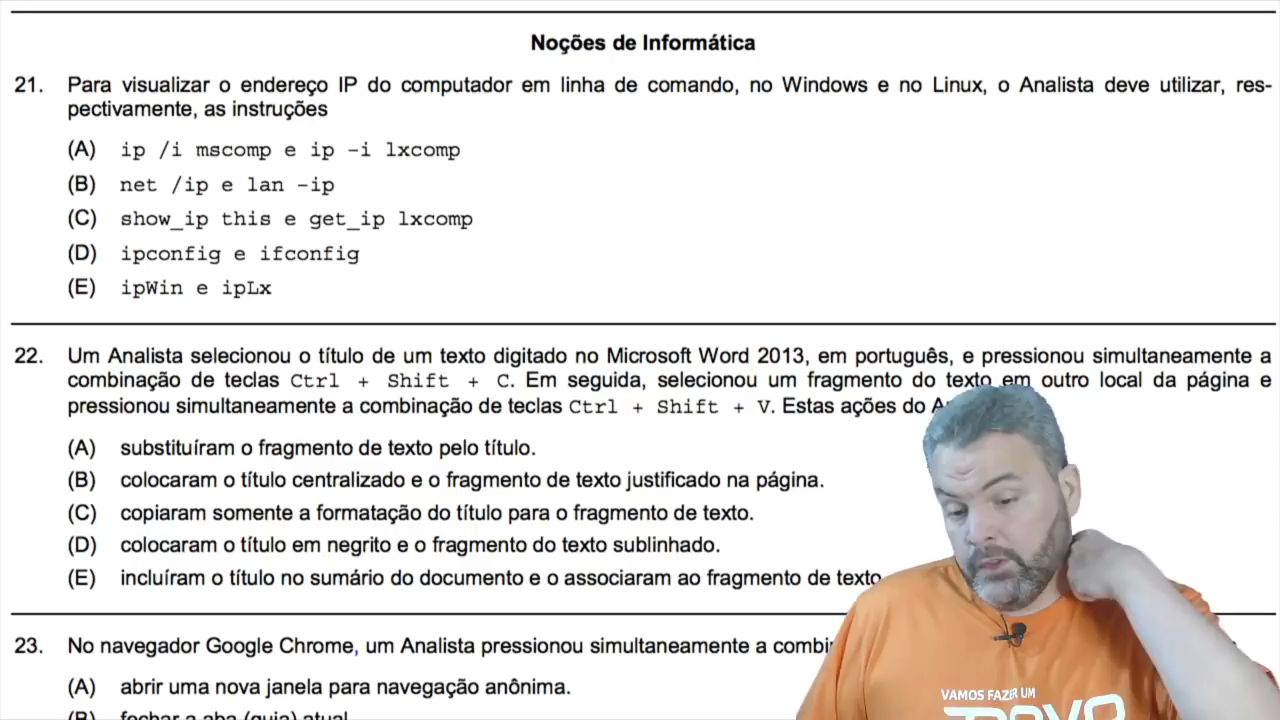 Noções de Informática
21. Para visualizar o endereço IP do computador em linha de comando, no Windows e no Linux, o Analista deve utilizar, res-
pectivamente, as instruções
(A) ip /i mscomp e ip -i lxcomp
(B) net /ip e lan -ip
(C) show_ip this e get_ip lxcomp
(D) ipconfig e ifconfig
(E) ipWin e ipLx
22. Um Analista selecionou o título de um texto digitado no Microsoft Word 2013, em português, e pressionou simultaneamente a
combinação de teclas Ctrl + Shift + C. Em seguida, selecionou um fragmento do texto em outro local da página e
pressionou simultaneamente a combinação de teclas Ctrl + Shift + V. Estas ações do
(A) substituíram o fragmento de texto pelo título.
(B) colocaram o título centralizado e o fragmento de texto justificado na página.
(C) copiaram somente a formatação do título para o fragmento de texto.
(D) colocaram o título em negrito e o fragmento do texto sublinhado.
(E) incluíram o título no sumário do documento e o associaram ao fragmento de texto
23. No navegador Google Chrome, um Analista pressionou simultaneamente a
(A) abrir uma nova janela para navegação anônima.
(B) fechar a aba (guia) atual
VAMOS FAZER UM